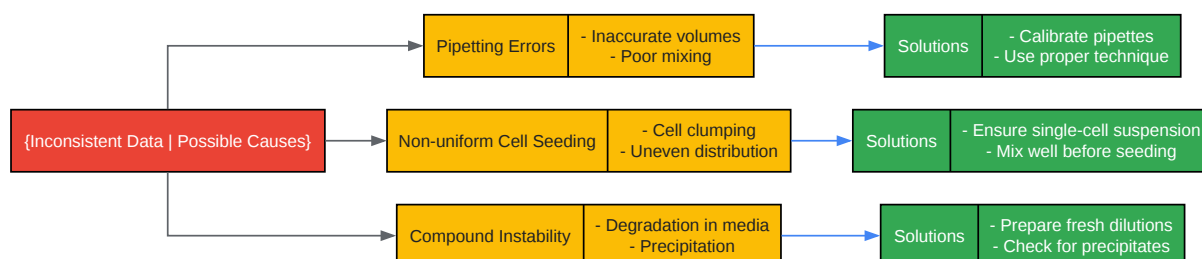 {Inconsistent Data | Possible Causes}
Pipetting Errors
- Inaccurate volumes
- Poor mixing
Solutions
- Calibrate pipettes
- Use proper technique
Non-uniform Cell Seeding
- Cell clumping
- Uneven distribution
Solutions
- Ensure single-cell suspension
- Mix well before seeding
Compound Instability
- Degradation in media
- Precipitation
Solutions
- Prepare fresh dilutions
- Check for precipitates